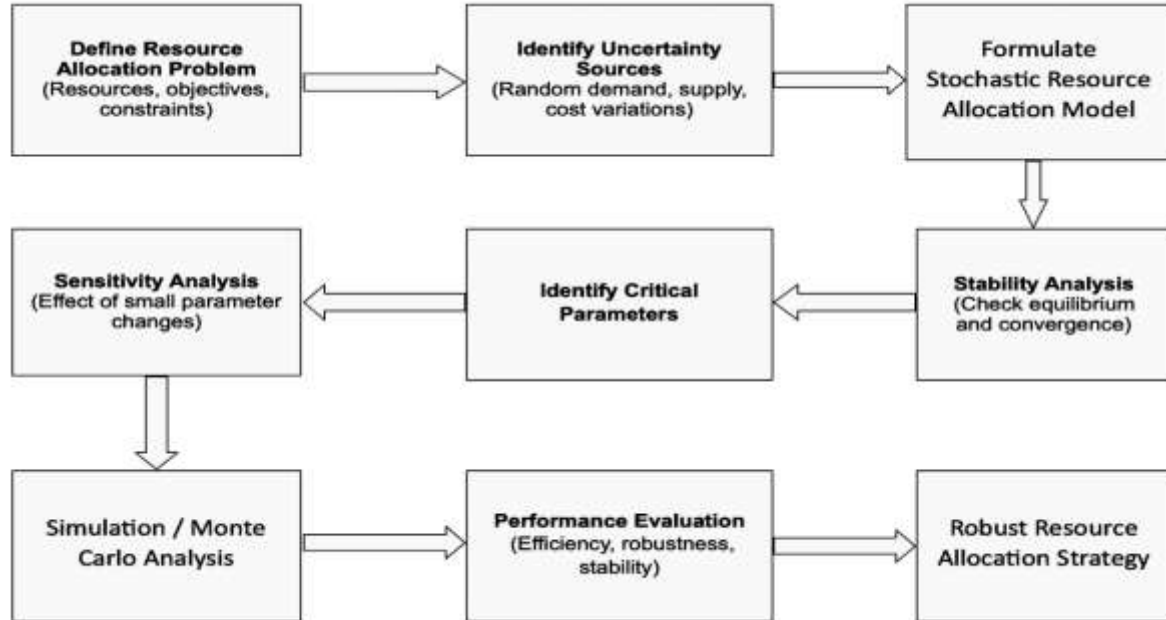 Define Resource
Allocation Problem
(Resources, objectives,
constraints)
Identify Uncertainty
Sources
(Random demand, supply,
cost variations)
Formulate
Stochastic Resource
Allocation Model
Stability Analysis
(Check equilibrium
and convergence)
Identify Critical
Parameters
Sensitivity Analysis
(Effect of small parameter
changes)
Simulation / Monte
Carlo Analysis
Performance Evaluation
(Efficiency, robustness,
stability)
Robust Resource
Allocation Strategy